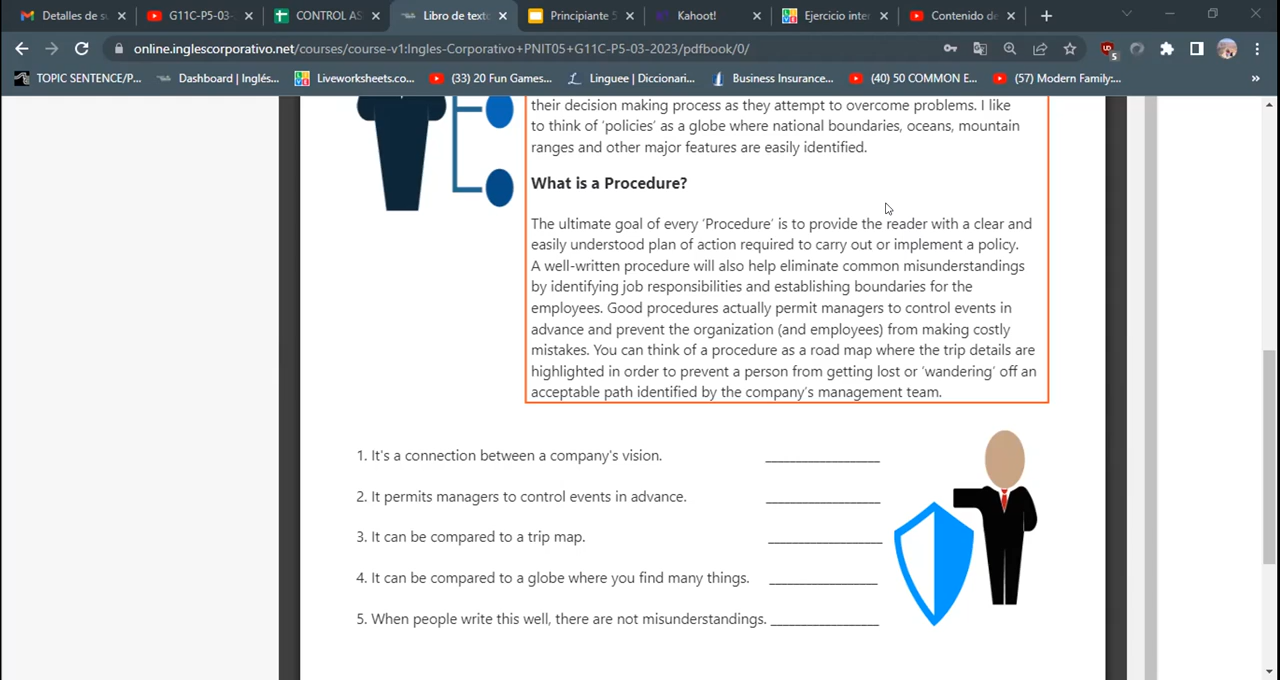 Detalles de su
G11C-P5-03-
CONTROL AS
Libro de texto
Principiante 5
Kahoot!
Ejercicio inter
Contenido de
online.inglescorporativo.net/courses/course-v1:Ingles-Corporativo+PNIT05+G11C-P5-03-2023/pdfbook/0/
5
TOPIC SENTENCE/P...
Dashboard | Inglés...
Liveworksheets.co...
(33) 20 Fun Games...
Linguee | Diccionari...
Business Insurance...
(40) 50 COMMON E...
(57) Modern Family:...
»
their decision making process as they attempt to overcome problems. I like
to think of ‘policies’ as a globe where national boundaries, oceans, mountain
ranges and other major features are easily identified.
What is a Procedure?
The ultimate goal of every ‘Procedure’ is to provide the reader with a clear and
easily understood plan of action required to carry out or implement a policy.
A well-written procedure will also help eliminate common misunderstandings
by identifying job responsibilities and establishing boundaries for the
employees. Good procedures actually permit managers to control events in
advance and prevent the organization (and employees) from making costly
mistakes. You can think of a procedure as a road map where the trip details are
highlighted in order to prevent a person from getting lost or ‘wandering’ off an
acceptable path identified by the company’s management team.
1. It's a connection between a company's vision. ________________
2. It permits managers to control events in advance. ________________
3. It can be compared to a trip map. ________________
4. It can be compared to a globe where you find many things. ________________
5. When people write this well, there are not misunderstandings. ________________